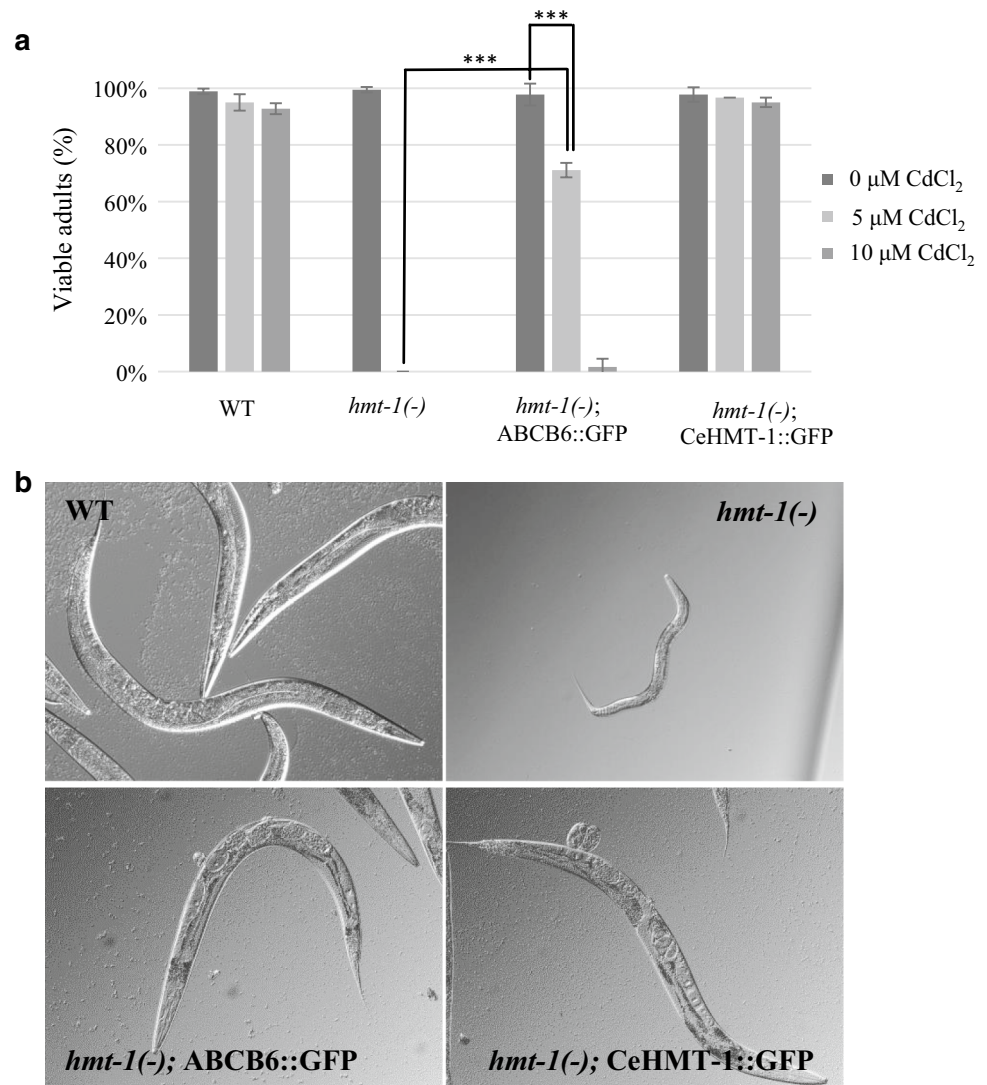 a
***
***
100%
80%
60%
40%
20%
0%
Viable adults (%)
WT
hmt-1(-)
hmt-1(-);
ABCB6::GFP
hmt-1(-);
CeHMT-1::GFP
0 μM CdCl₂
5 μM CdCl₂
10 μM CdCl₂
b
WT
hmt-1(-)
hmt-1(-); ABCB6::GFP
hmt-1(-); CeHMT-1::GFP